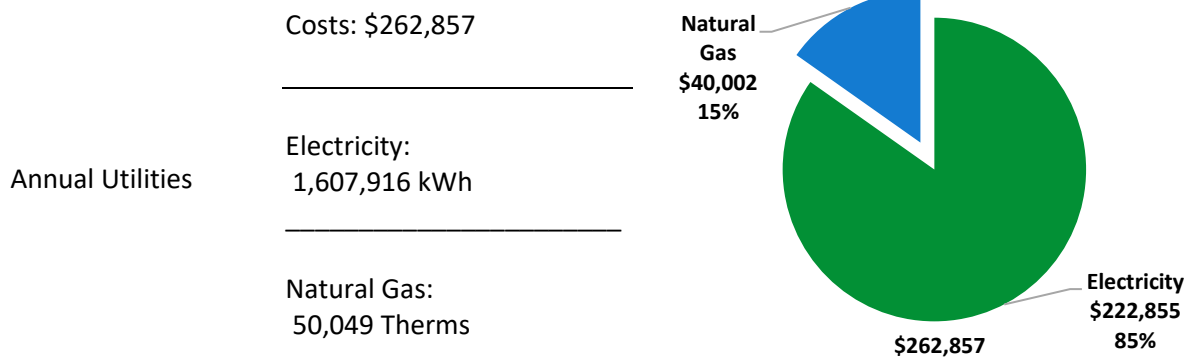 Annual Utilities
Costs: $262,857
Electricity:
1,607,916 kWh
Natural Gas:
50,049 Therms
Natural
Gas
$40,002
15%
Electricity
$222,855
85%
$262,857